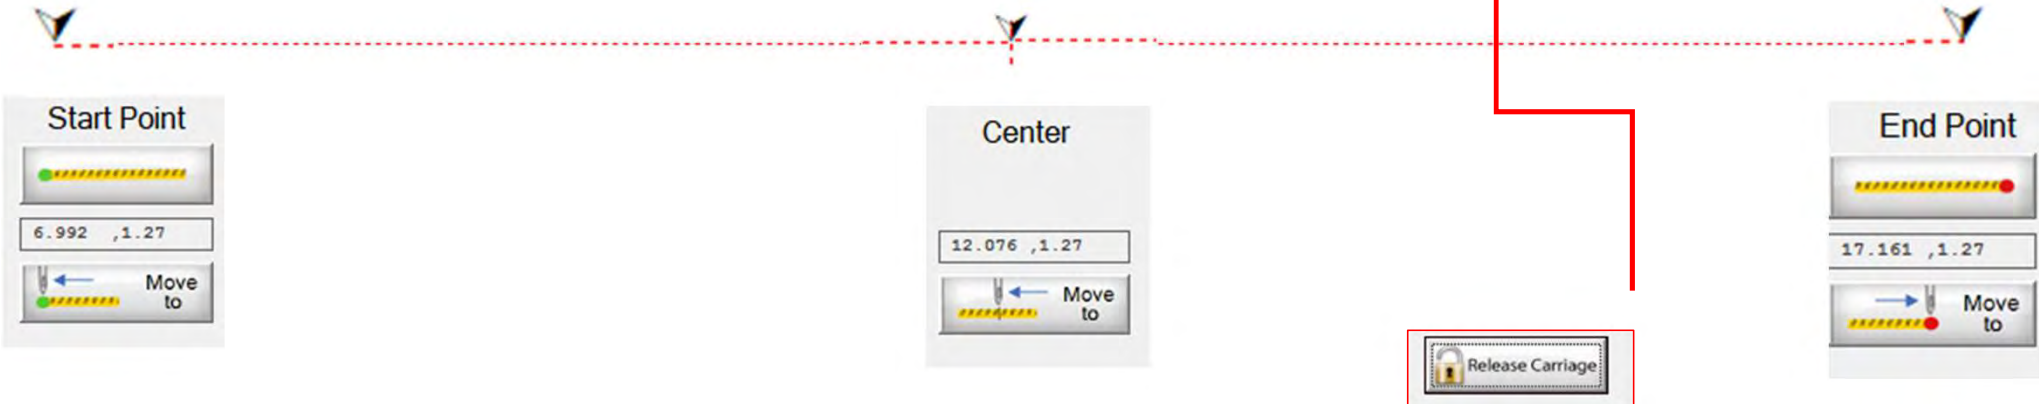 Start Point
6.992 ,1.27
Move
to
Center
12.076 ,1.27
Move
to
Release Carriage
End Point
17.161 ,1.27
Move
to